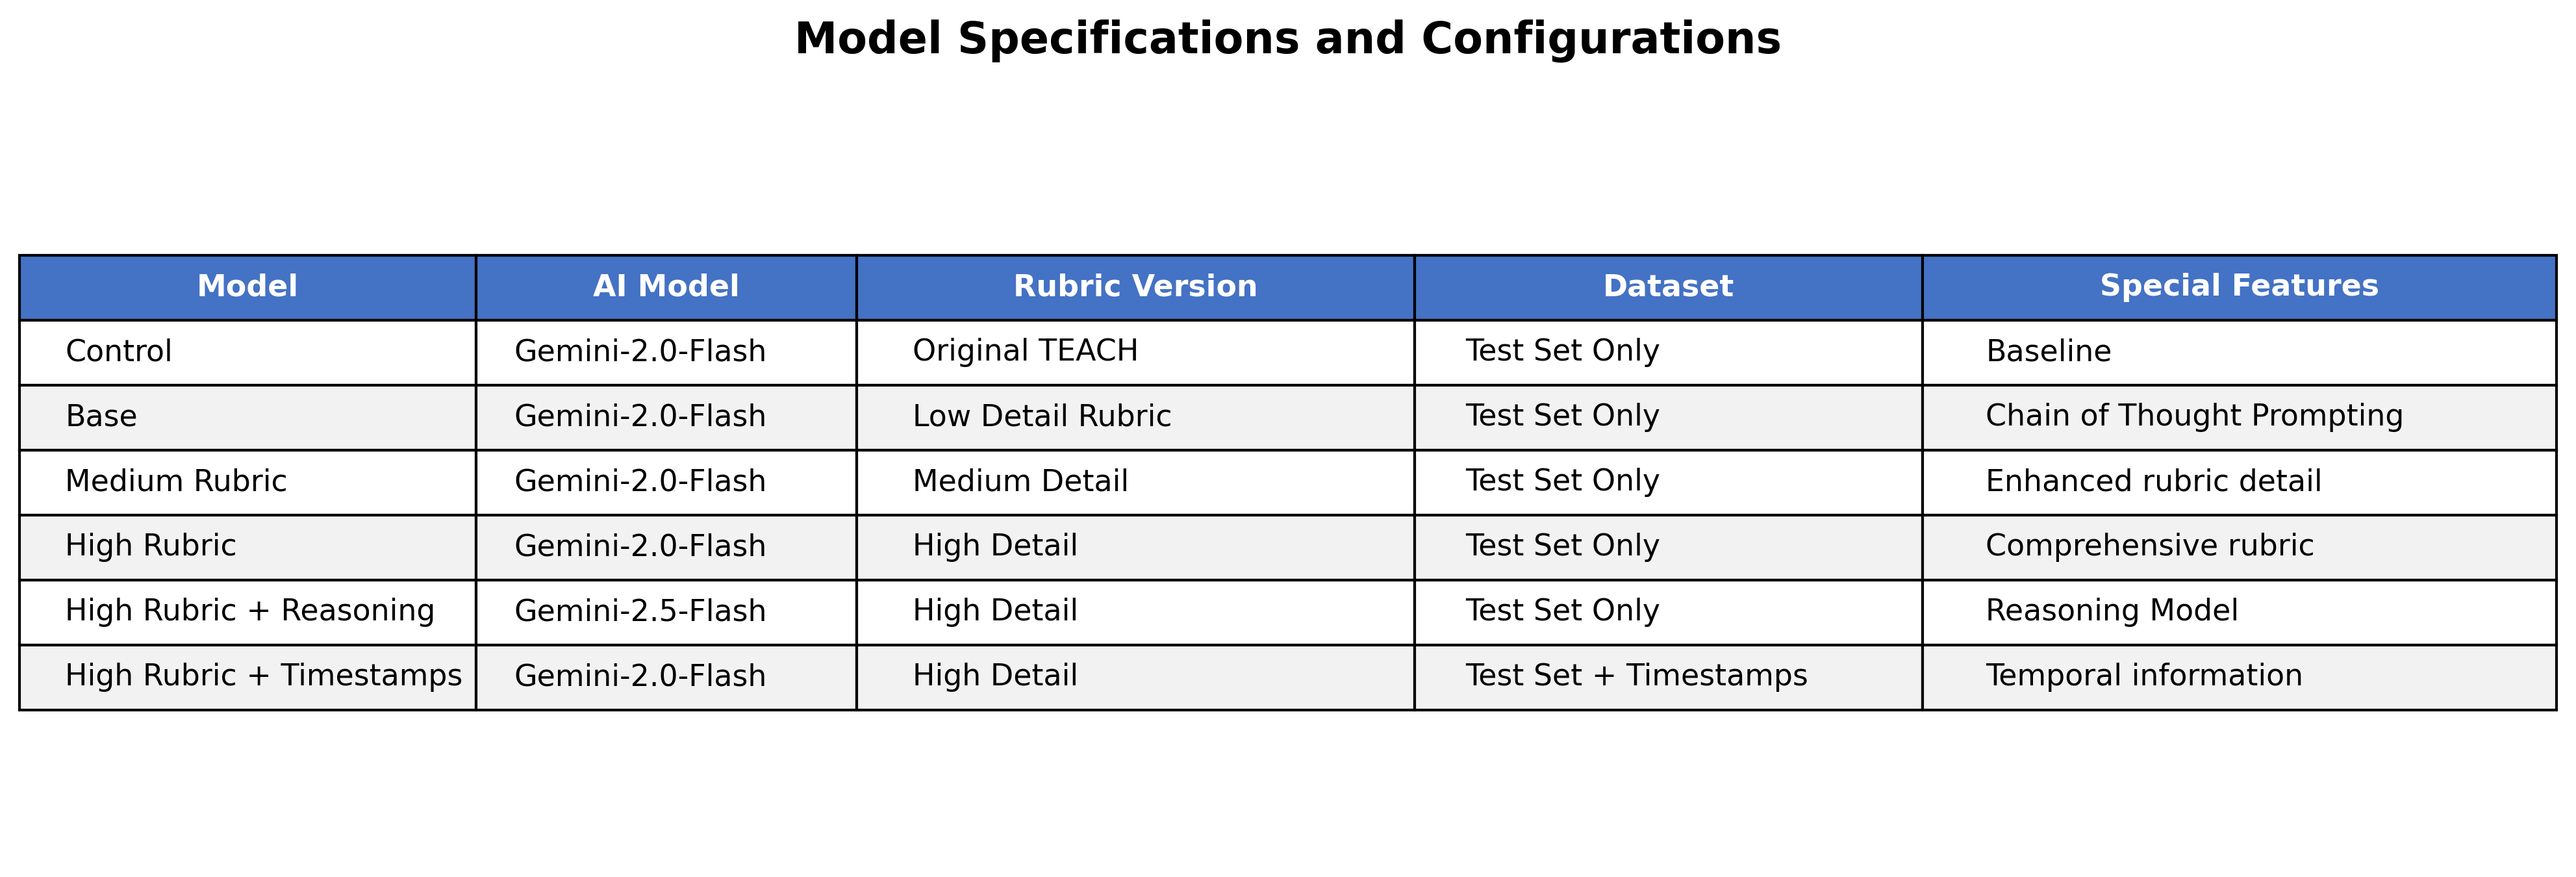 Model Specifications and Configurations
Model AI Model Rubric Version Dataset Special Features
Control Gemini-2.0-Flash Original TEACH Test Set Only Baseline
Base Gemini-2.0-Flash Low Detail Rubric Test Set Only Chain of Thought Prompting
Medium Rubric Gemini-2.0-Flash Medium Detail Test Set Only Enhanced rubric detail
High Rubric Gemini-2.0-Flash High Detail Test Set Only Comprehensive rubric
High Rubric + Reasoning Gemini-2.5-Flash High Detail Test Set Only Reasoning Model
High Rubric + Timestamps Gemini-2.0-Flash High Detail Test Set + Timestamps Temporal information